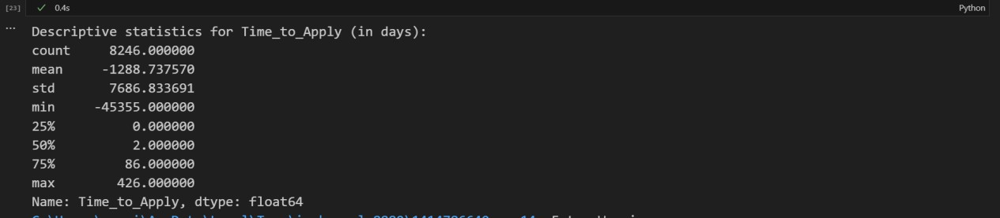 [23] ✓ 0.4s Python
... Descriptive statistics for Time_to_Apply (in days):
count 8246.000000
mean -1288.737570
std 7686.833691
min -45355.000000
25% 0.000000
50% 2.000000
75% 86.000000
max 426.000000
Name: Time_to_Apply, dtype: float64